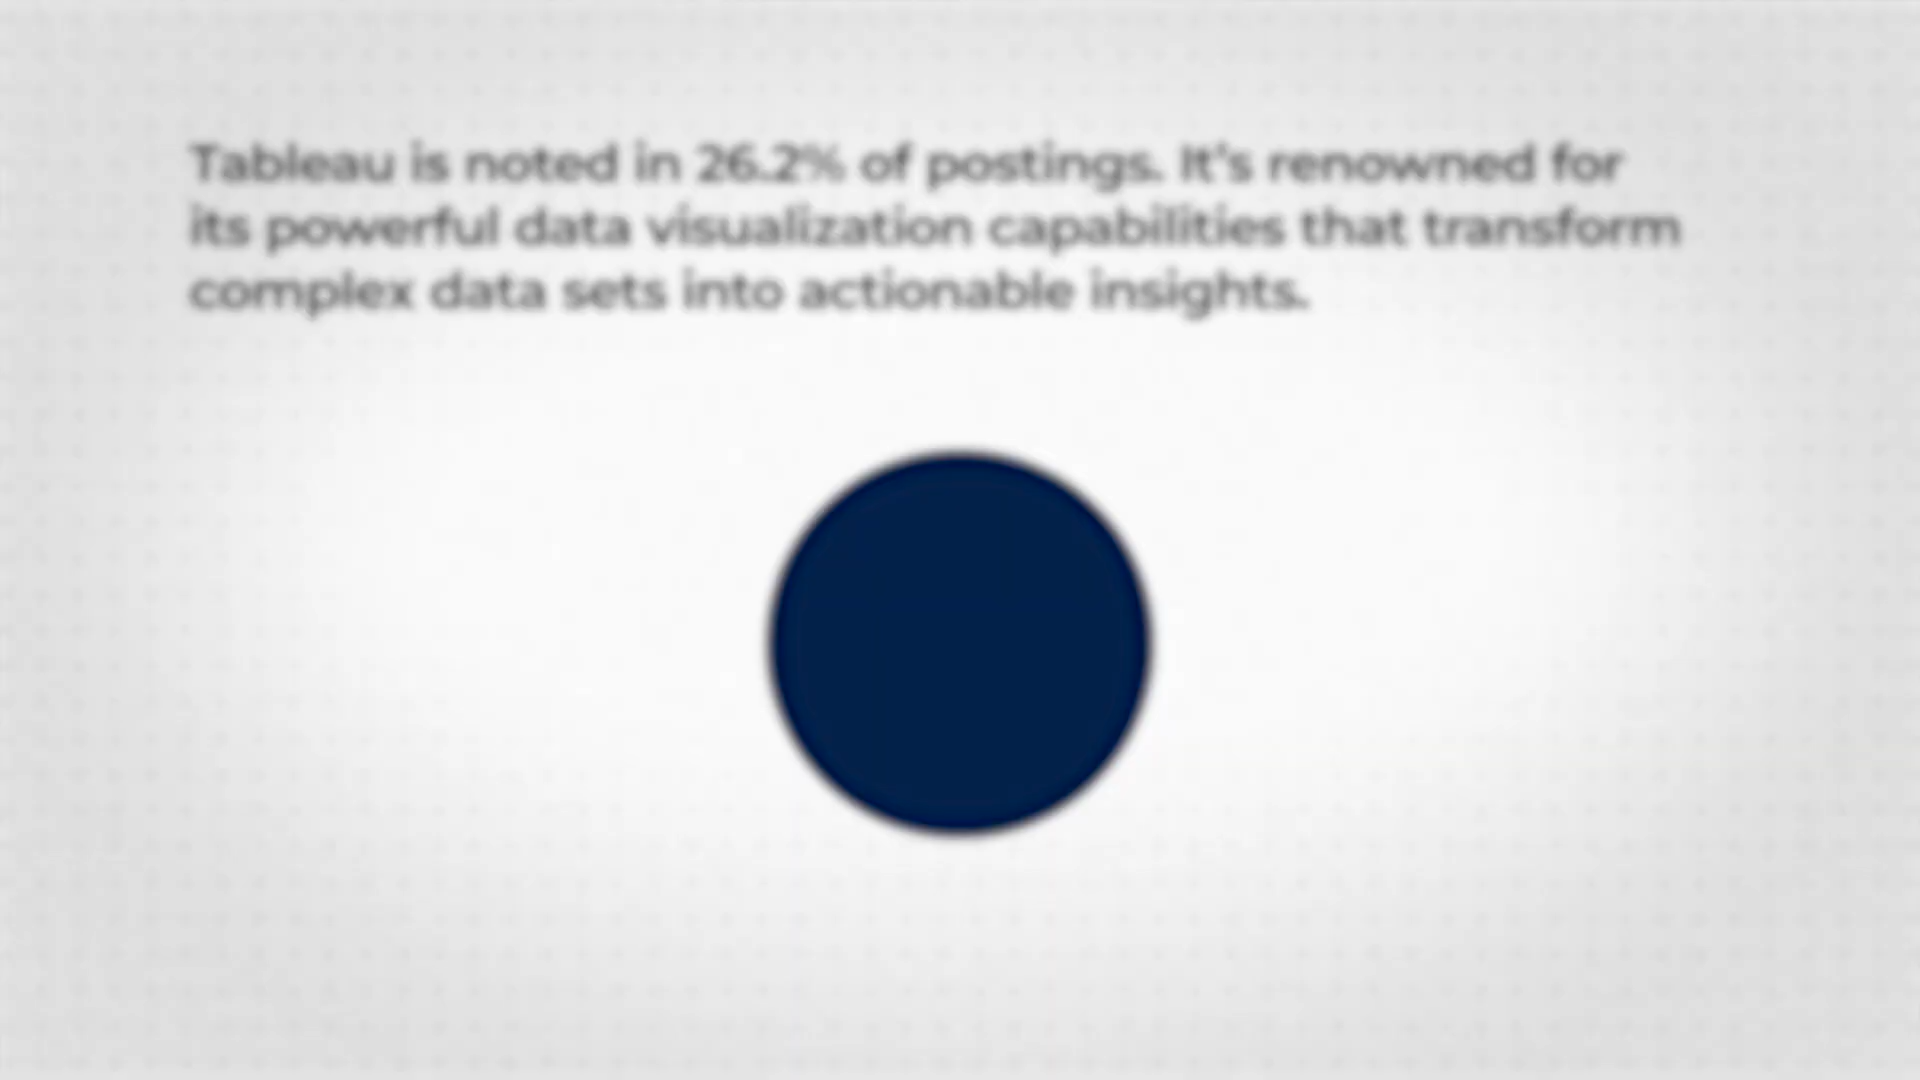 Tableau is noted in 26.2% of postings. It's renowned for
its powerful data visualization capabilities that transform
complex data sets into actionable insights.